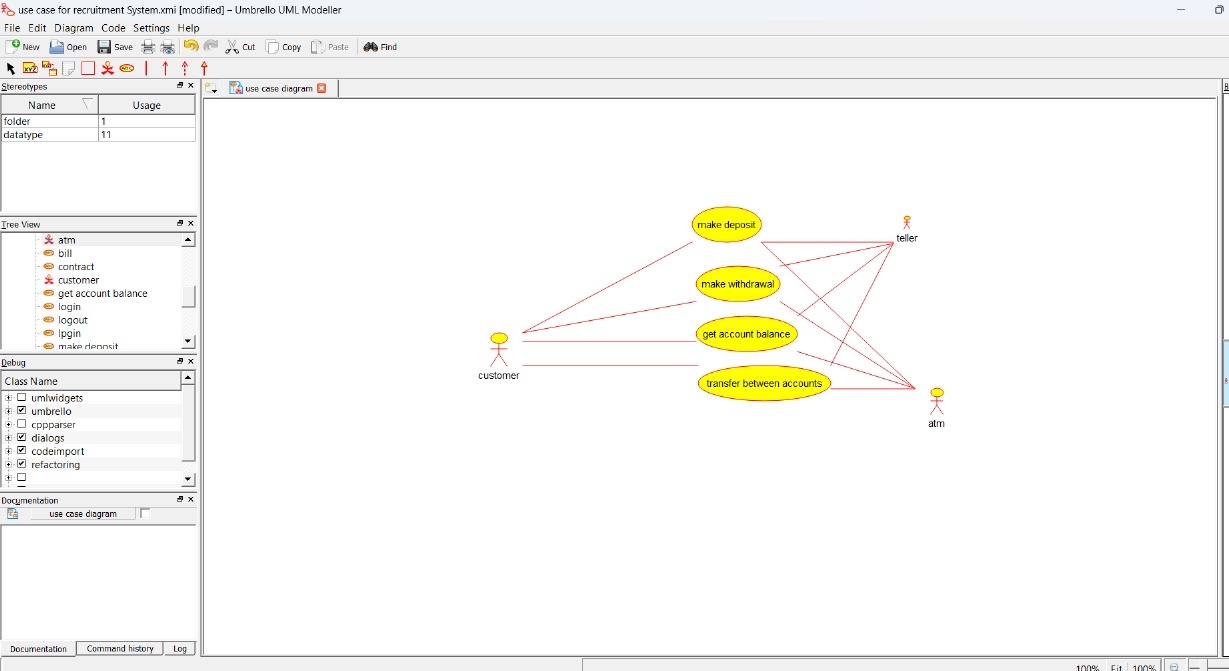 use case for recruitment System.xmi [modified] – Umbrello UML Modeller
File Edit Diagram Code Settings Help
New Open Save Cut Copy Paste Find
Stereotypes
use case diagram
Name Usage
folder 1
datatype 11
Tree View
atm
bill
contract
customer
get account balance
login
logout
lpgin
make deposit
Debug
Class Name
umlwidgets
umbrello
cppparser
dialogs
codeimport
refactoring
Documentation
use case diagram
Documentation Command history Log
make deposit
teller
make withdrawal
get account balance
customer
transfer between accounts
atm
100% Fit 100%